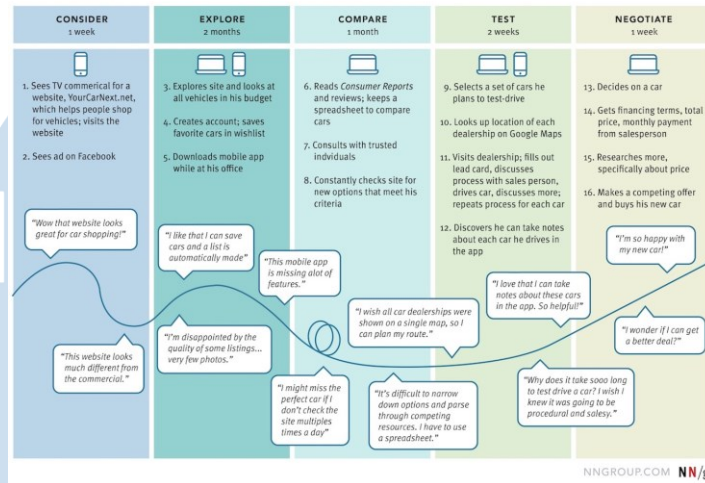 CONSIDER
1 week
EXPLORE
2 months
COMPARE
1 month
TEST
2 weeks
NEGOTIATE
1 week
1. Sees TV commerical for a
website, YourCarNext.net,
which helps people shop
for vehicles; visits the
website
2. Sees ad on Facebook
3. Explores site and looks at
all vehicles in his budget
4. Creates account; saves
favorite cars in wishlist
5. Downloads mobile app
while at his office
6. Reads Consumer Reports
and reviews; keeps a
spreadsheet to compare
cars
7. Consults with trusted
individuals
8. Constantly checks site for
new options that meet his
criteria
9. Selects a set of cars he
plans to test-drive
10. Looks up location of each
dealership on Google Maps
11. Visits dealership; fills out
lead card, discusses
process with sales person,
drives car, discusses more;
repeats process for each car
12. Discovers he can take notes
about each car he drives in
the app
13. Decides on a car
14. Gets financing terms, total
price, monthly payment
from salesperson
15. Researches more,
specifically about price
16. Makes a competing offer
and buys his new car
"Wow that website looks
great for car shopping!"
"This website looks
much different from
the commercial."
"I like that I can save
cars and a list is
automatically made"
"I'm disappointed by the
quality of some listings...
very few photos."
"This mobile app
is missing alot of
features."
"I might miss the
perfect car if I
don't check the
site multiples
times a day"
"I wish all car dealerships were
shown on a single map, so I
can plan my route."
"It's difficult to narrow
down options and parse
through competing
resources. I have to use
a spreadsheet."
"I love that I can take
notes about these cars
in the app. So helpful!"
"Why does it take sooo long
to test drive a car? I wish I
knew it was going to be
procedural and salesy."
"I'm so happy with
my new car!"
"I wonder if I can get
a better deal?"
NNGROUP.COM NN/g